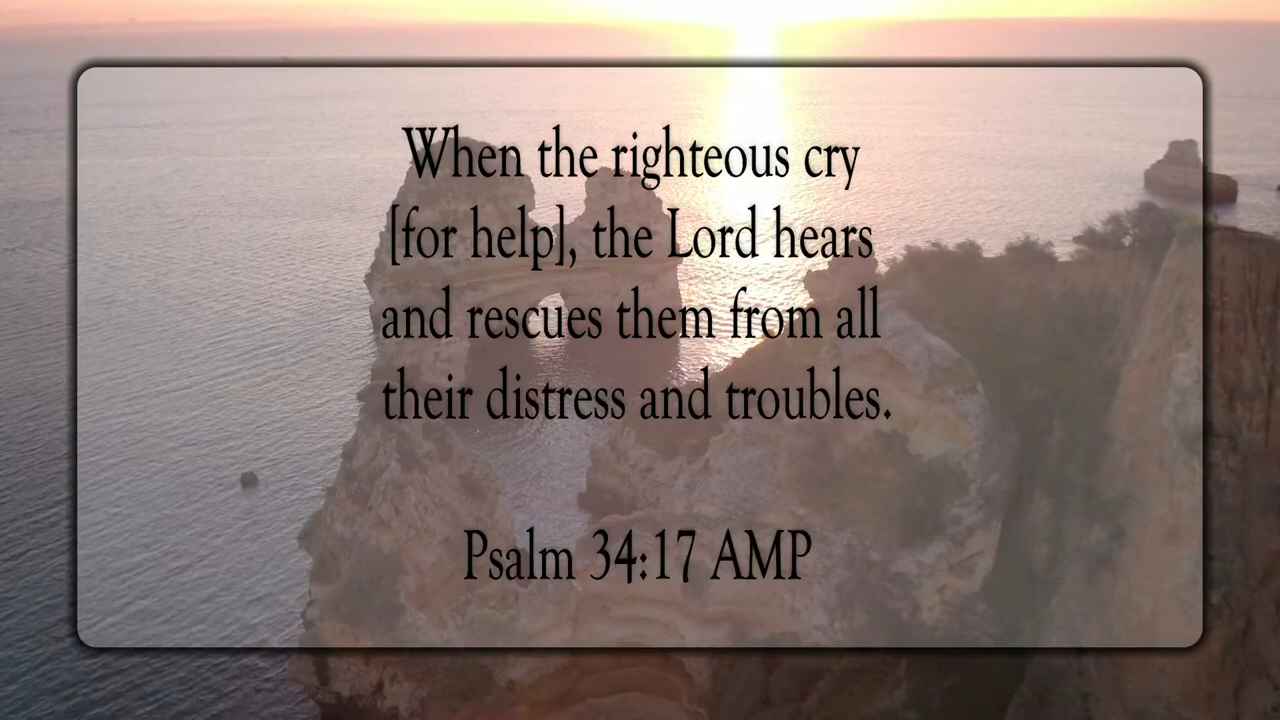 When the righteous cry
[for help], the Lord hears
and rescues them from all
their distress and troubles.
Psalm 34:17 AMP